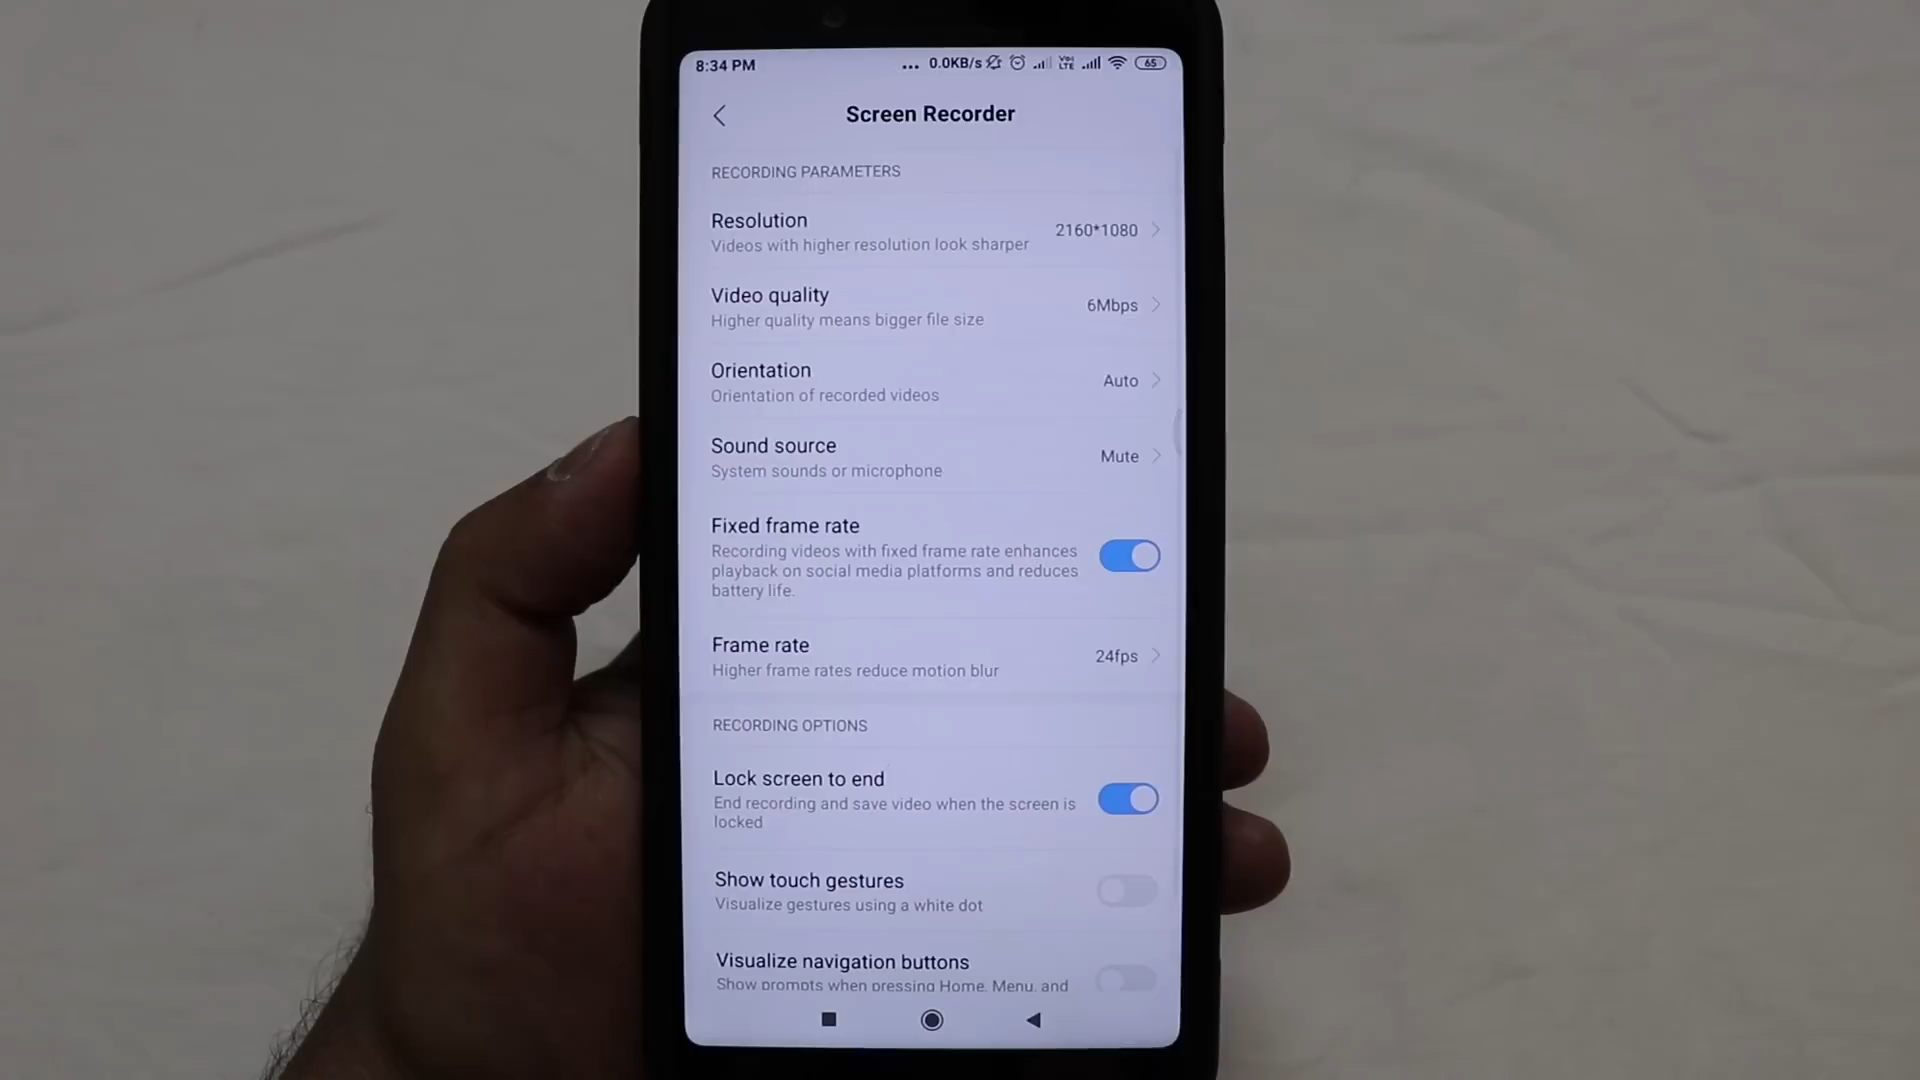 8:34 PM ... 0.0KB/s Vo) LTE 65
Screen Recorder
RECORDING PARAMETERS
Resolution
Videos with higher resolution look sharper
2160*1080
Video quality
Higher quality means bigger file size
6Mbps
Orientation
Orientation of recorded videos
Auto
Sound source
System sounds or microphone
Mute
Fixed frame rate
Recording videos with fixed frame rate enhances
playback on social media platforms and reduces
battery life.
Frame rate
Higher frame rates reduce motion blur
24fps
RECORDING OPTIONS
Lock screen to end
End recording and save video when the screen is
locked
Show touch gestures
Visualize gestures using a white dot
Visualize navigation buttons
Show prompts when pressing Home, Menu, and